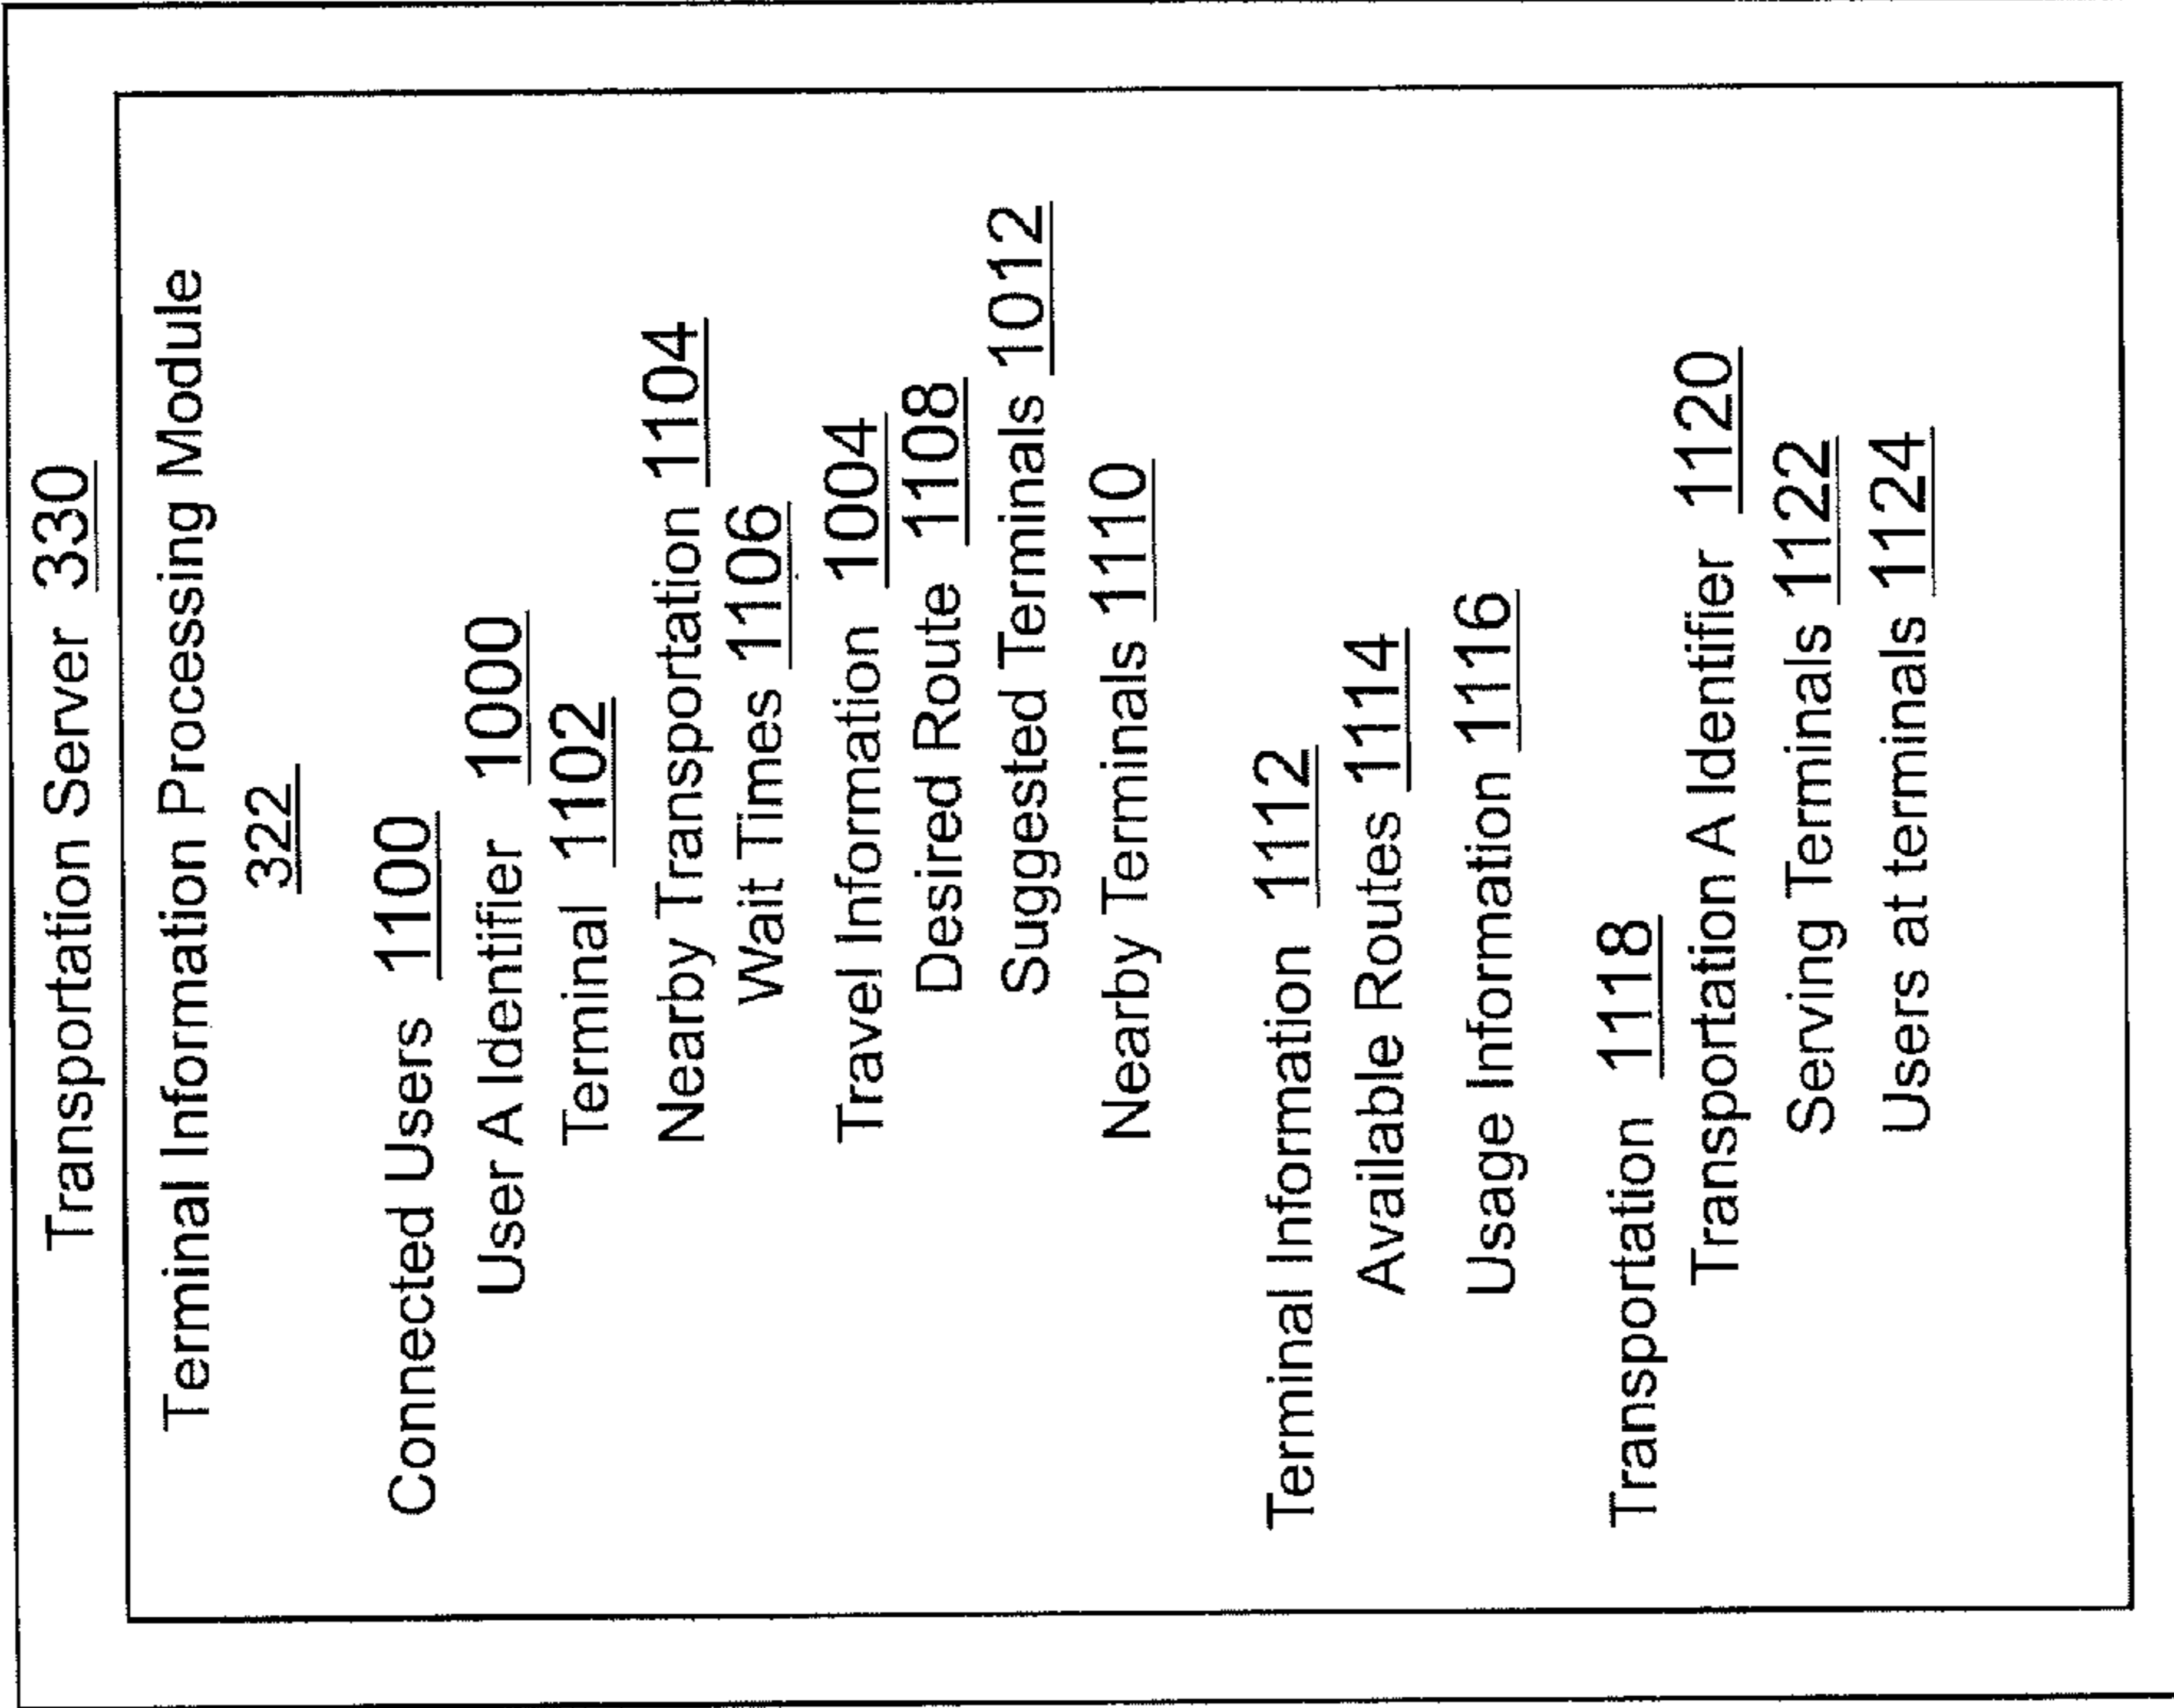 Transportation Server 330
Terminal Information Processing Module
322
Connected Users 1100
User A Identifier 1000
Terminal 1102
Nearby Transportation 1104
Wait Times 1106
Travel Information 1004
Desired Route 1108
Suggested Terminals 1012
Nearby Terminals 1110
Terminal Information 1112
Available Routes 1114
Usage Information 1116
Transportation 1118
Transportation A Identifier 1120
Serving Terminals 1122
Users at terminals 1124